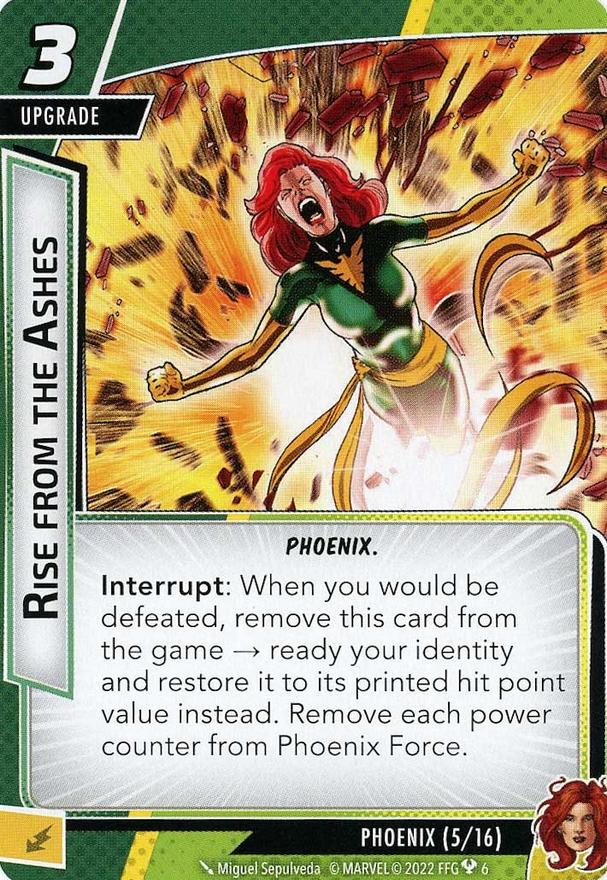 3
UPGRADE
RISE FROM THE ASHES
PHOENIX.
Interrupt: When you would be
defeated, remove this card from
the game → ready your identity
and restore it to its printed hit point
value instead. Remove each power
counter from Phoenix Force.
PHOENIX (5/16)
Miguel Sepulveda © MARVEL © 2022 FFG 6